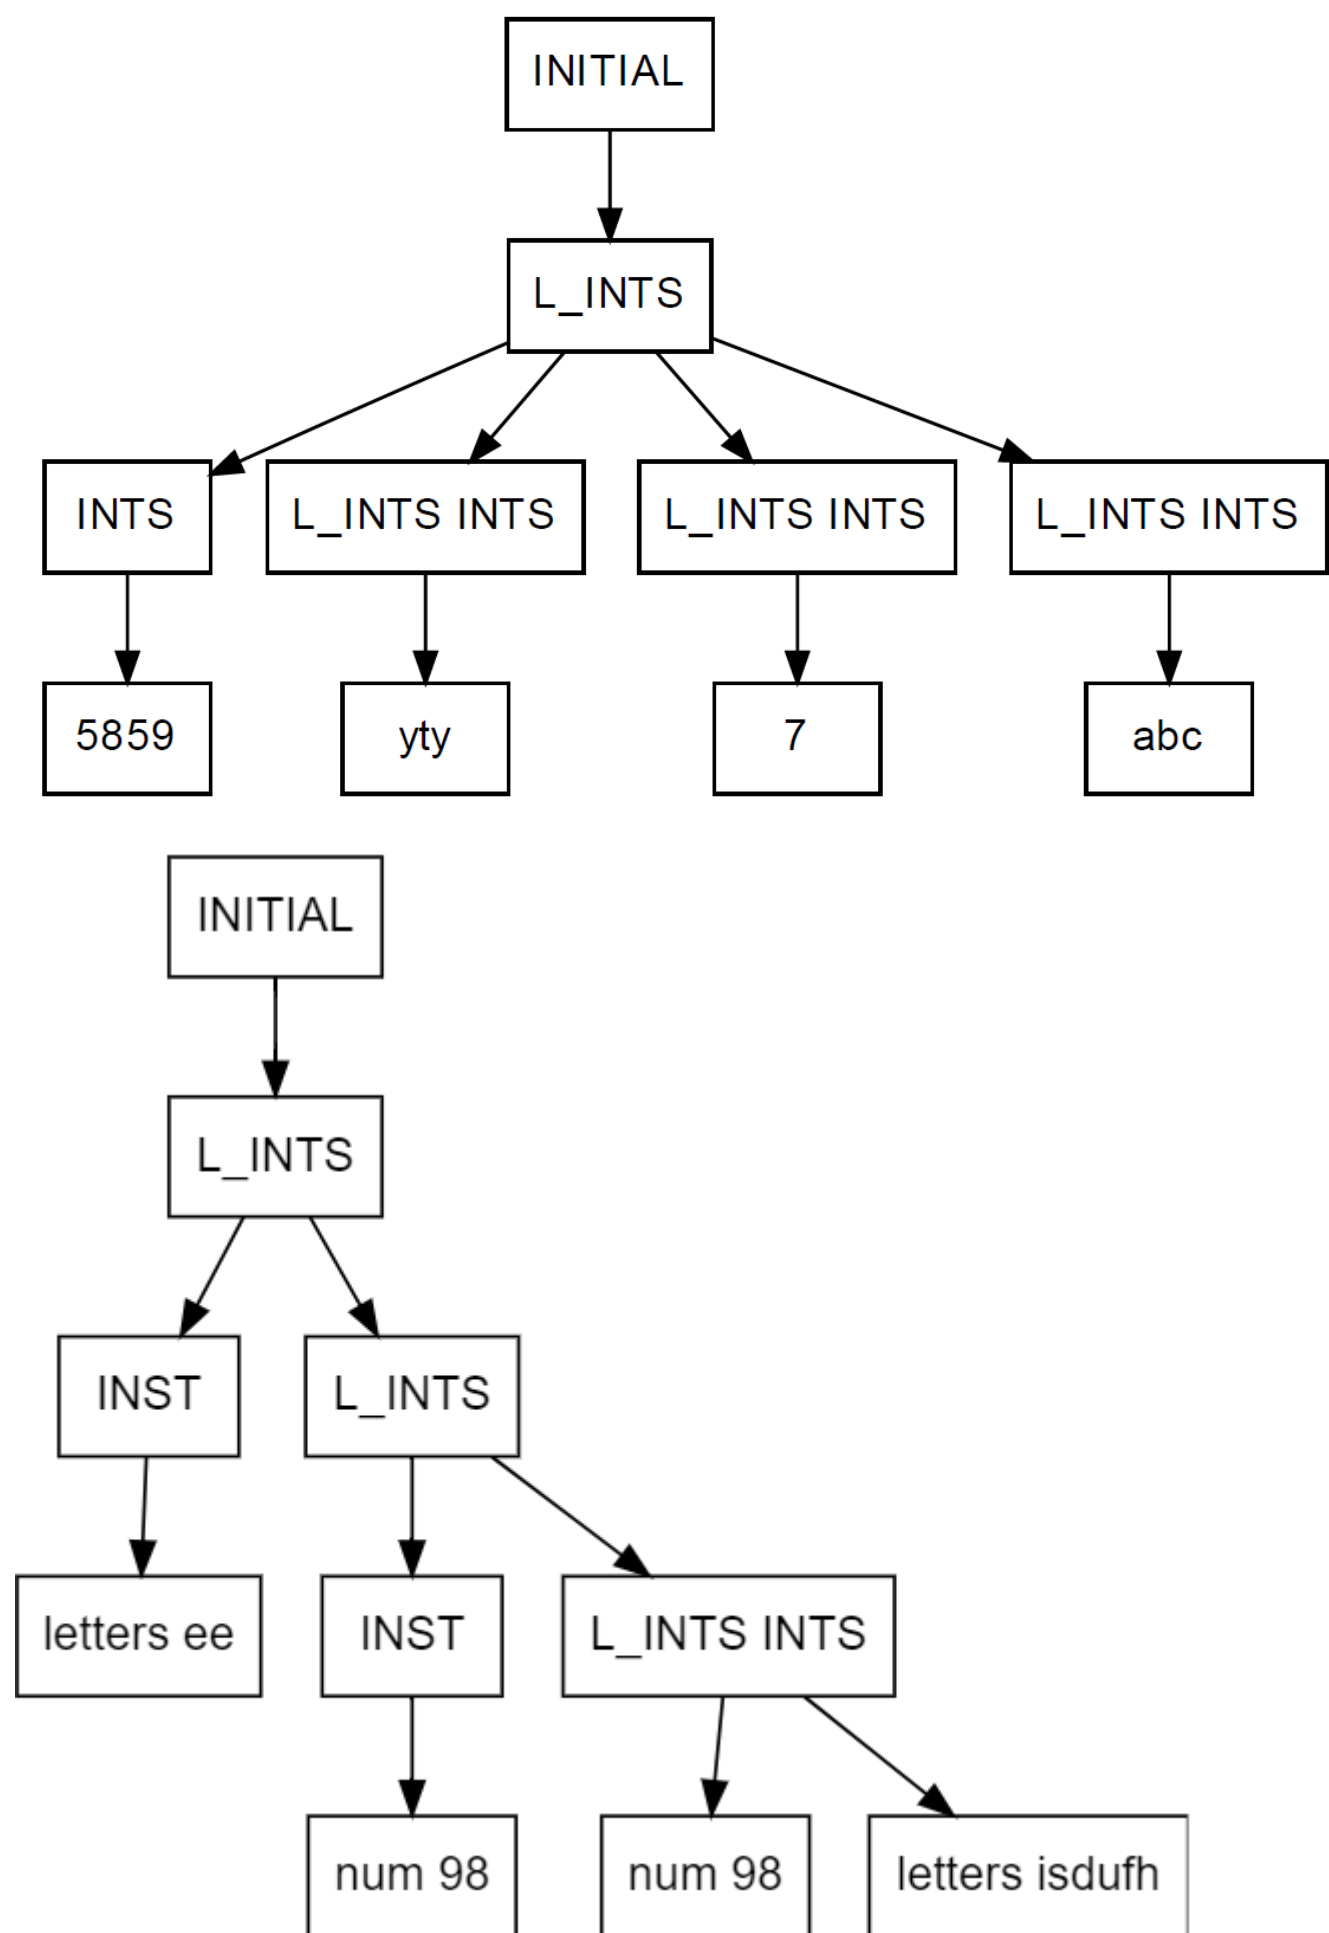 INITIAL
L_INTS
INTS
L_INTS INTS
L_INTS INTS
L_INTS INTS
5859
yty
7
abc
INITIAL
L_INTS
INST
L_INTS
letters ee
INST
L_INTS INTS
num 98
num 98
letters isdufh